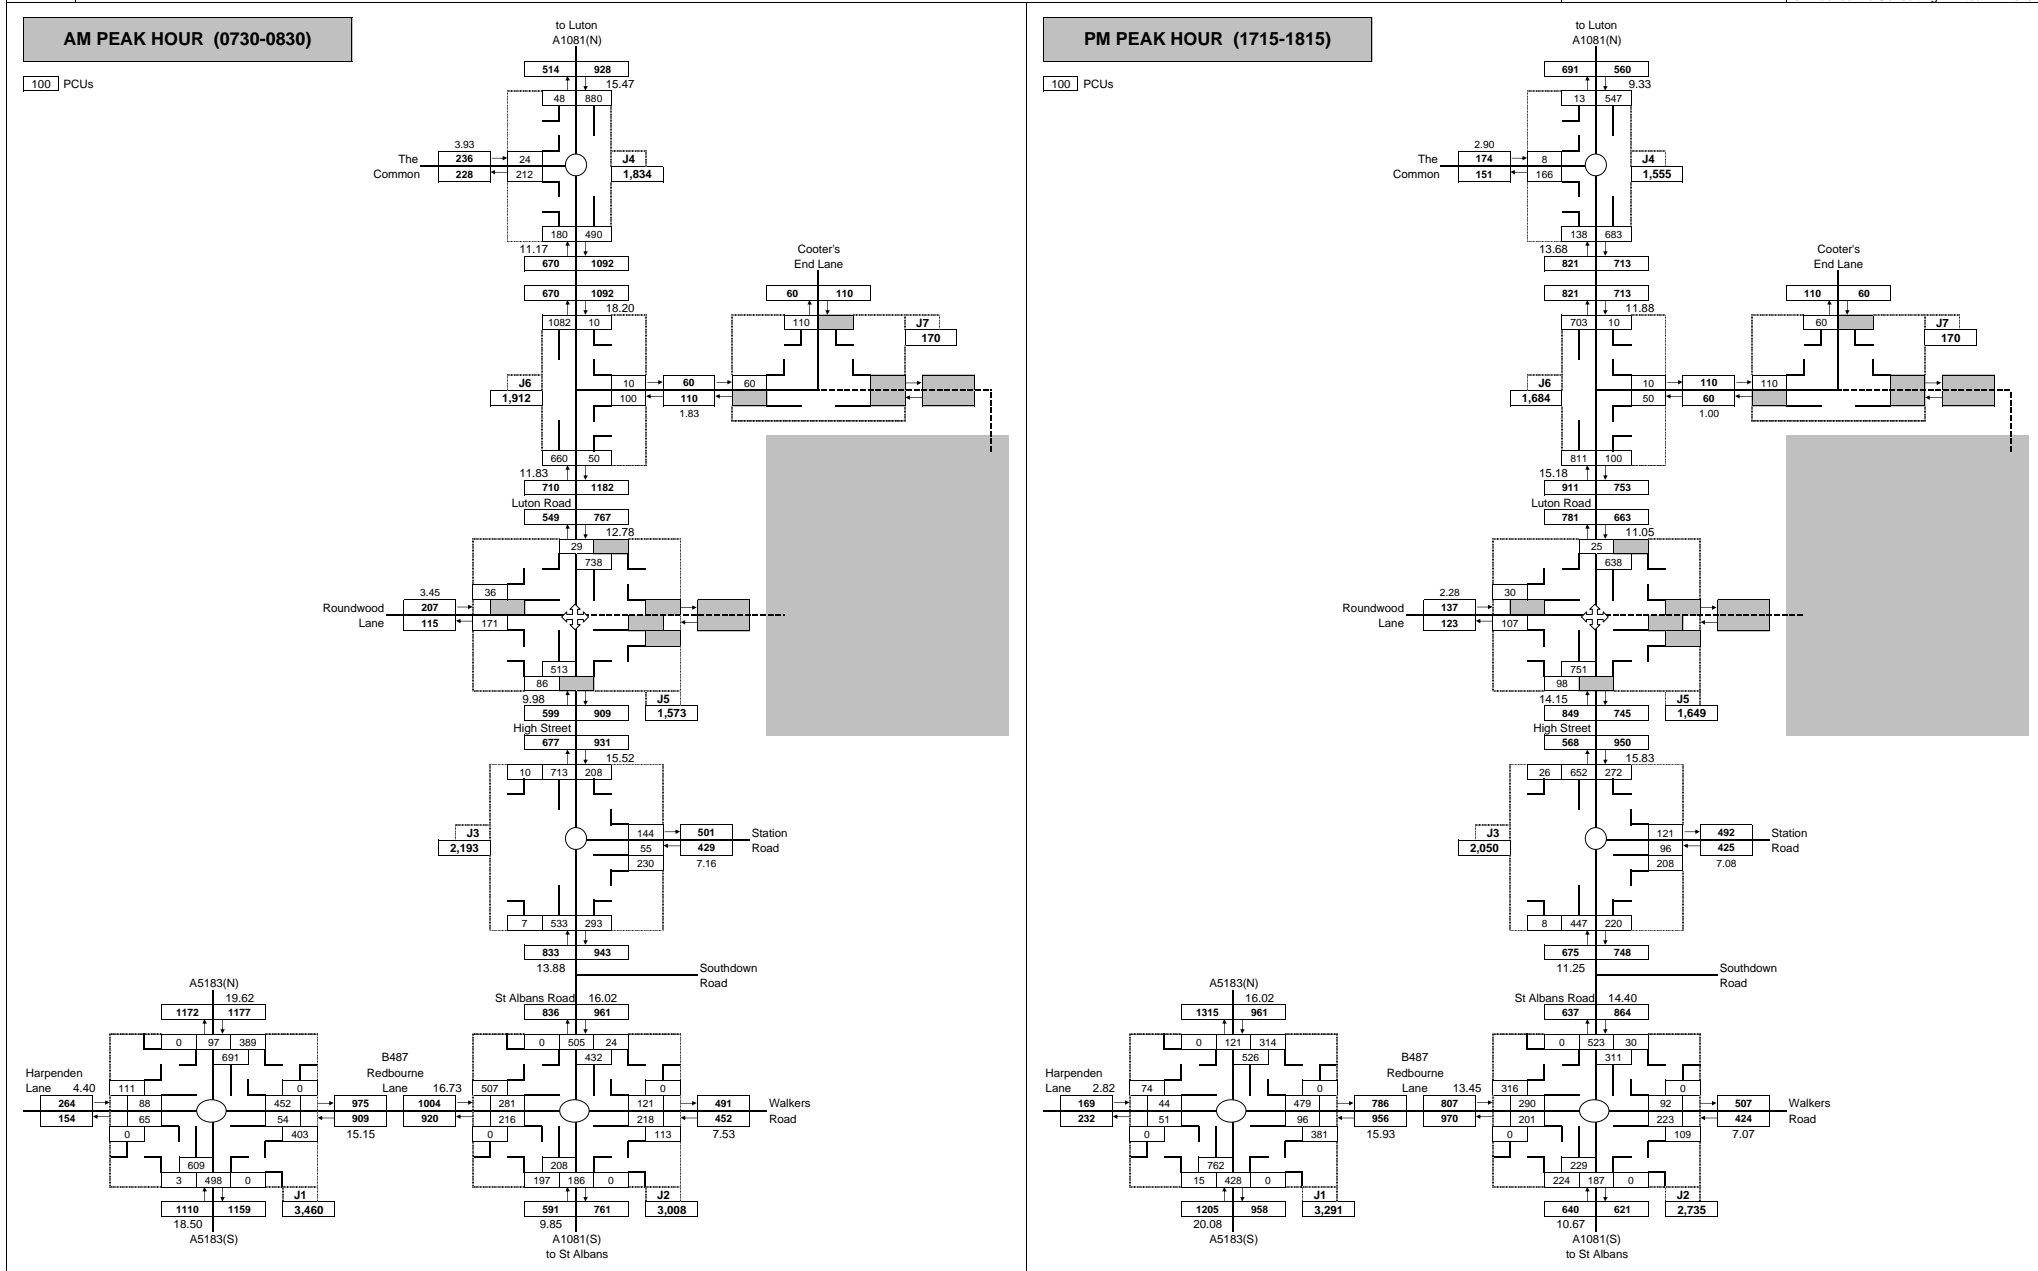 AM PEAK HOUR (0730-0830)
100 PCUs
to Luton
A1081(N)
514 928
15.47
48 880
3.93
The 236 24 J4
Common 228 212 1,834
180 490
11.17
670 1092
Cooter's
End Lane
670 1092 60 110
18.20
1082 10 110 J7
170
J6 10 60 60
1,912 100 110
1.83
660 50
11.83
710 1182
Luton Road
549 767
12.78
29
738
3.45 36
Roundwood 207
Lane 115 171
513
86
9.98 J5
599 909 1,573
High Street
677 931
15.52
10 713 208
J3 144 501 Station
2,193 55 429 Road
230 7.16
7 533 293
833 943
13.88 Southdown
Road
A5183(N)
19.62 St Albans Road 16.02
1172 1177 836 961
0 97 389 0 505 24
691 432
B487
Harpenden Redbourne
Lane 4.40 111 0 Lane 16.73 507 0
264 88 452 975 1004 281 121 491 Walkers
154 65 54 909 920 216 218 452 Road
0 403 15.15 0 113 7.53
609 208
3 498 0 197 186 0
J1 J2
1110 1159 3,460 591 761 3,008
18.50 9.85
A5183(S) A1081(S)
to St Albans
PM PEAK HOUR (1715-1815)
100 PCUs
to Luton
A1081(N)
691 560
9.33
13 547
2.90
The 174 8 J4
Common 151 166 1,555
138 683
13.68
821 713
Cooter's
End Lane
821 713 110 60
11.88
703 10 60 J7
170
J6 10 110 110
1,684 50 60
1.00
811 100
15.18
911 753
Luton Road
781 663
11.05
25
638
2.28 30
Roundwood 137
Lane 123 107
751
98
14.15 J5
849 745 1,649
High Street
568 950
15.83
26 652 272
J3 121 492 Station
2,050 96 425 Road
208 7.08
8 447 220
675 748
11.25 Southdown
Road
A5183(N)
16.02 St Albans Road 14.40
1315 961 637 864
0 121 314 0 523 30
526 311
B487
Harpenden Redbourne
Lane 2.82 74 0 Lane 13.45 316 0
169 44 479 786 807 290 92 507 Walkers
232 51 96 956 970 201 223 424 Road
0 381 15.93 0 109 7.07
762 229
15 428 0 224 187 0
J1 J2
1205 958 3,291 640 621 2,735
20.08 10.67
A5183(S) A1081(S)
to St Albans